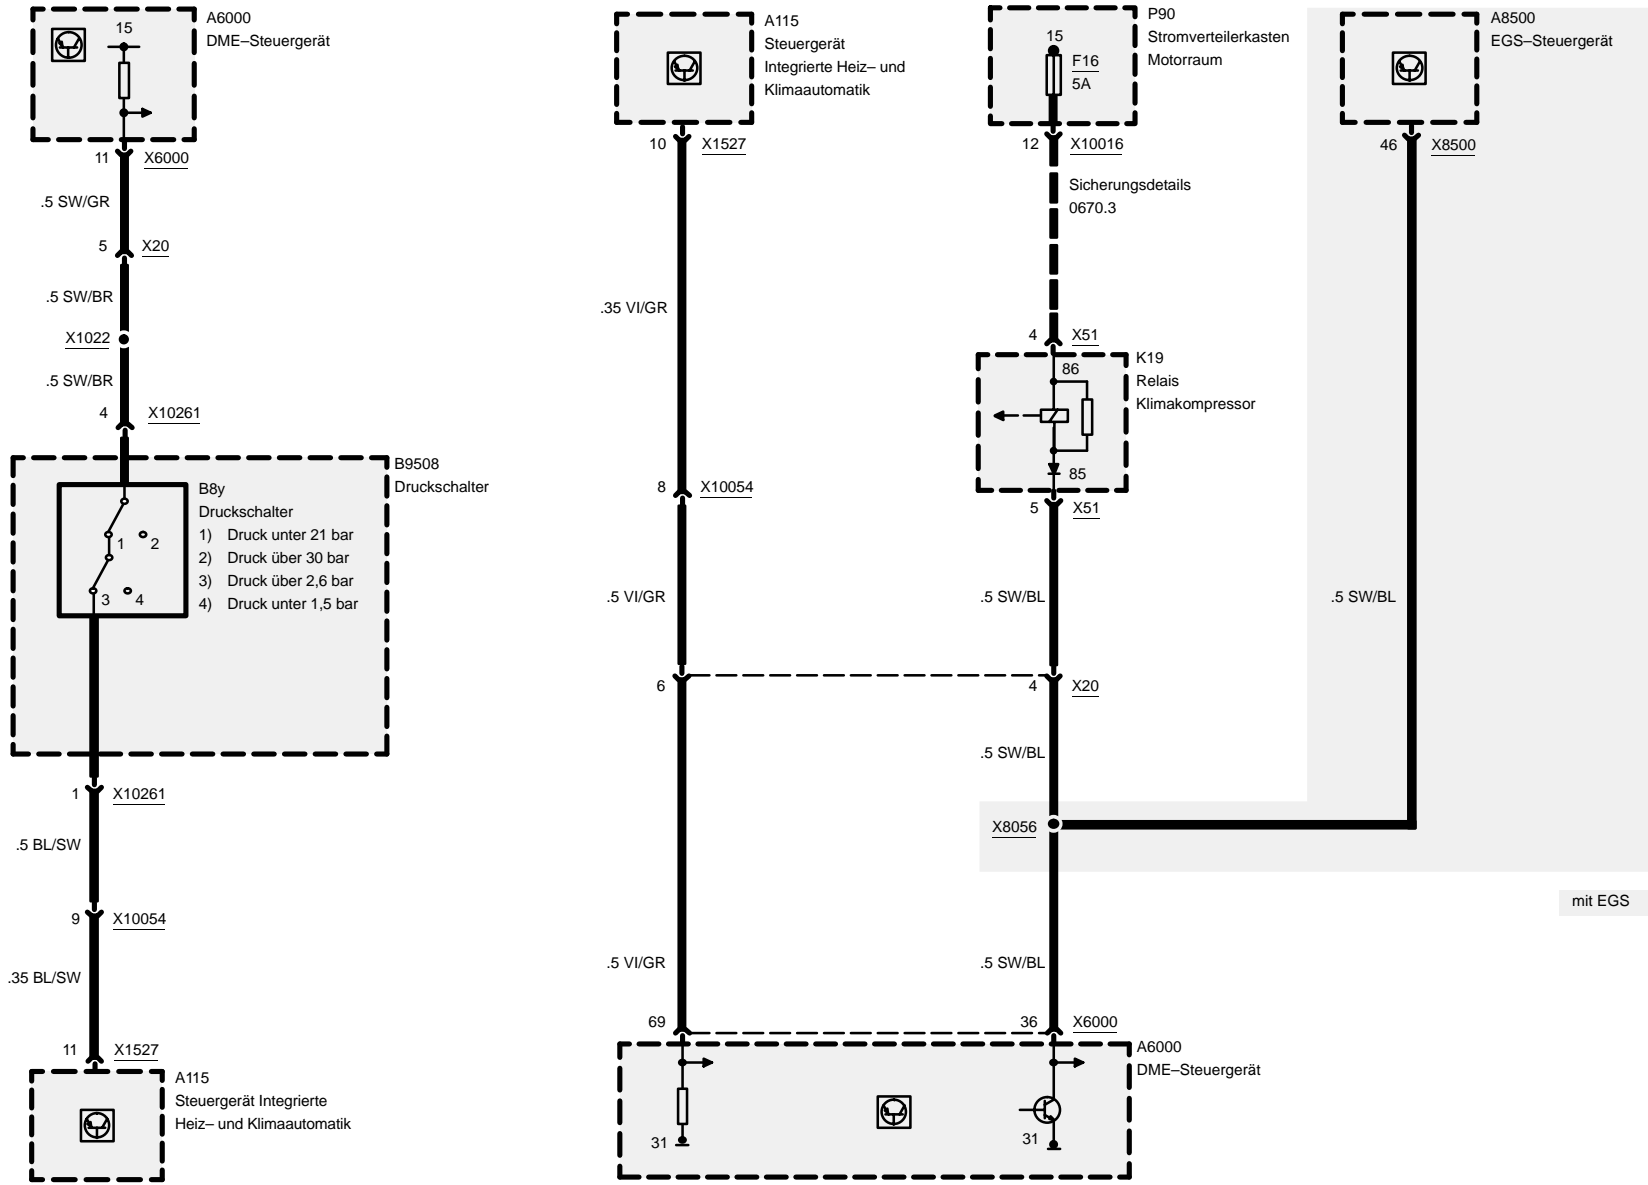 15
A6000
DME–Steuergerät
11
X6000
.5 SW/GR
5
X20
.5 SW/BR
X1022
.5 SW/BR
4
X10261
B9508
Druckschalter
B8y
Druckschalter
1) Druck unter 21 bar
2) Druck über 30 bar
3) Druck über 2,6 bar
4) Druck unter 1,5 bar
1
2
3
4
1
X10261
.5 BL/SW
9
X10054
.35 BL/SW
11
X1527
A115
Steuergerät Integrierte
Heiz– und Klimaautomatik
A115
Steuergerät
Integrierte Heiz– und
Klimaautomatik
10
X1527
.35 VI/GR
8
X10054
.5 VI/GR
6
.5 VI/GR
69
P90
Stromverteilerkasten
Motorraum
15
F16
5A
12
X10016
Sicherungsdetails
0670.3
4
X51
K19
Relais
Klimakompressor
86
85
5
X51
.5 SW/BL
4
X20
.5 SW/BL
X8056
.5 SW/BL
36
X6000
A6000
DME–Steuergerät
31
31
A8500
EGS–Steuergerät
46
X8500
.5 SW/BL
mit EGS